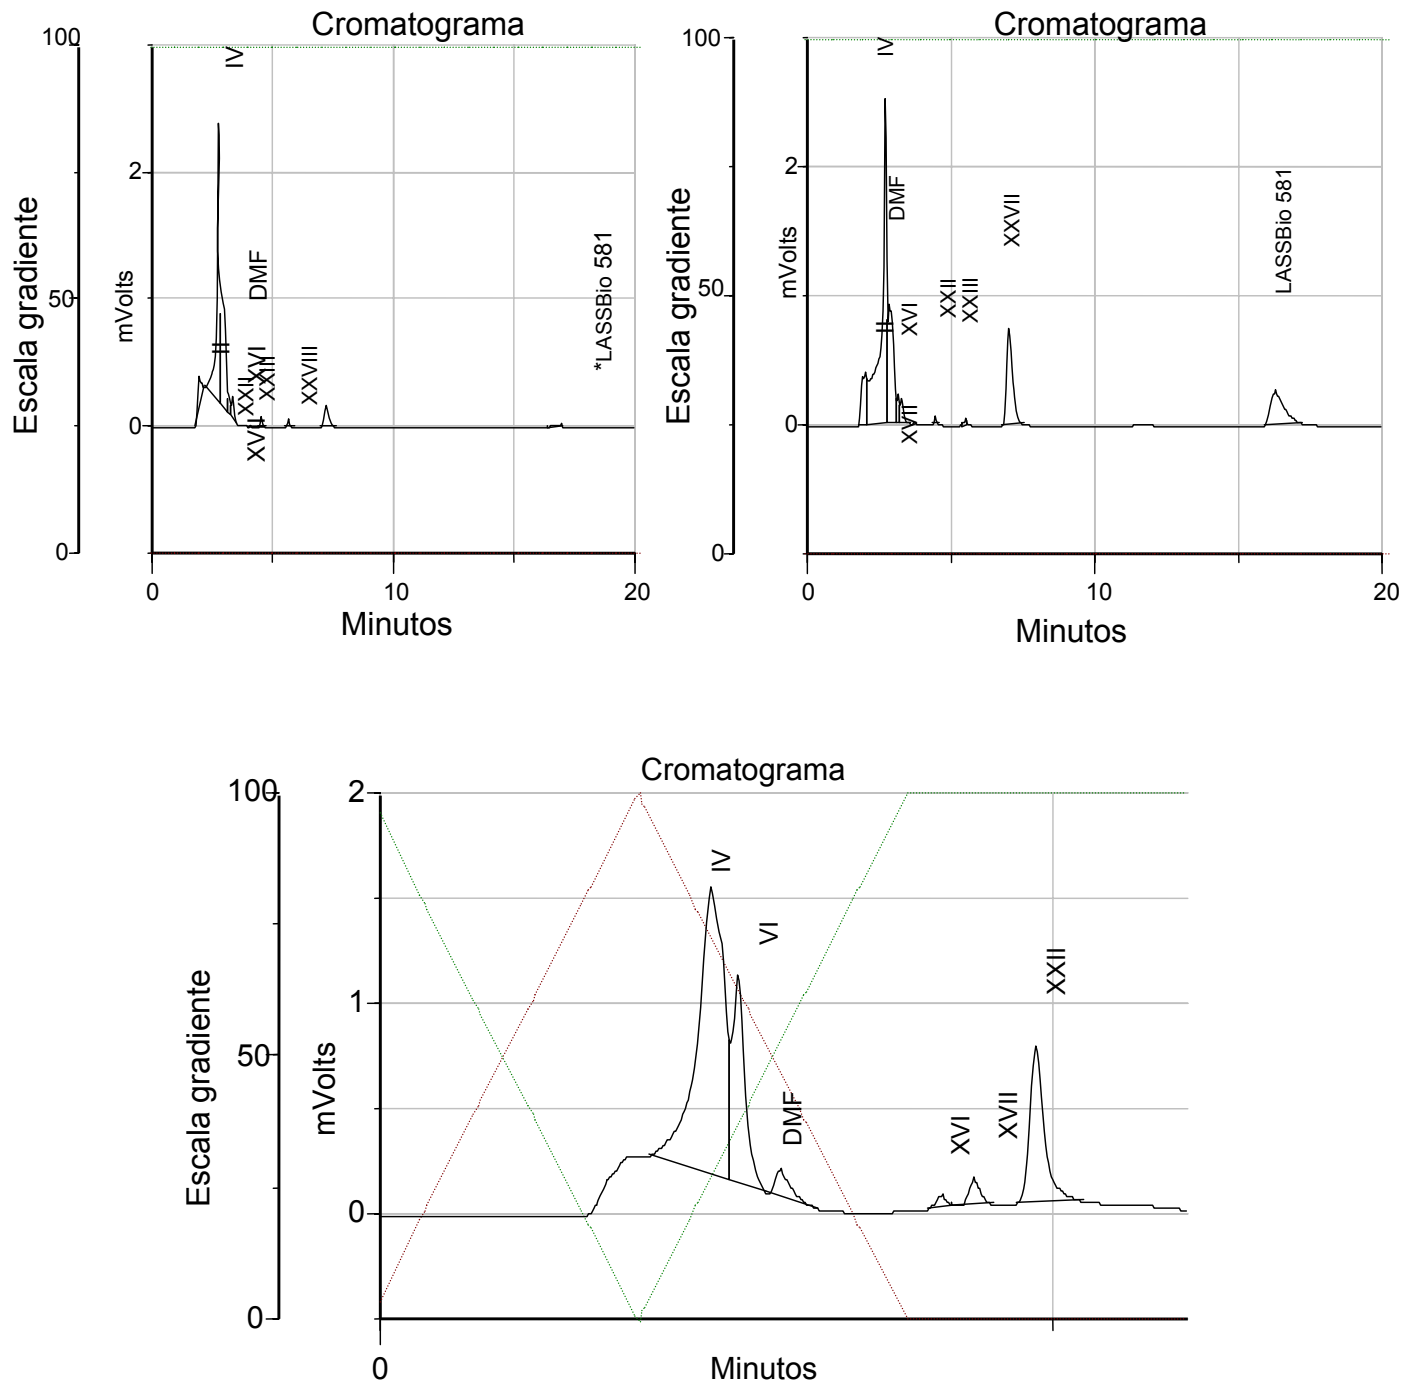 Cromatograma
100
50
0
Escala gradiente
mVolts
2
0
IV
II
DMF
XXII
XVI
XXIII
XVII
XXVIII
*LASSBio 581
0
10
20
Minutos
Cromatograma
100
50
0
Escala gradiente
mVolts
2
0
IV
DMF
II
XVI
XVII
XXII
XXIII
XXVII
LASSBio 581
0
10
20
Minutos
Cromatograma
100
50
0
Escala gradiente
mVolts
2
1
0
IV
VI
DMF
XVI
XVII
XXII
0
Minutos